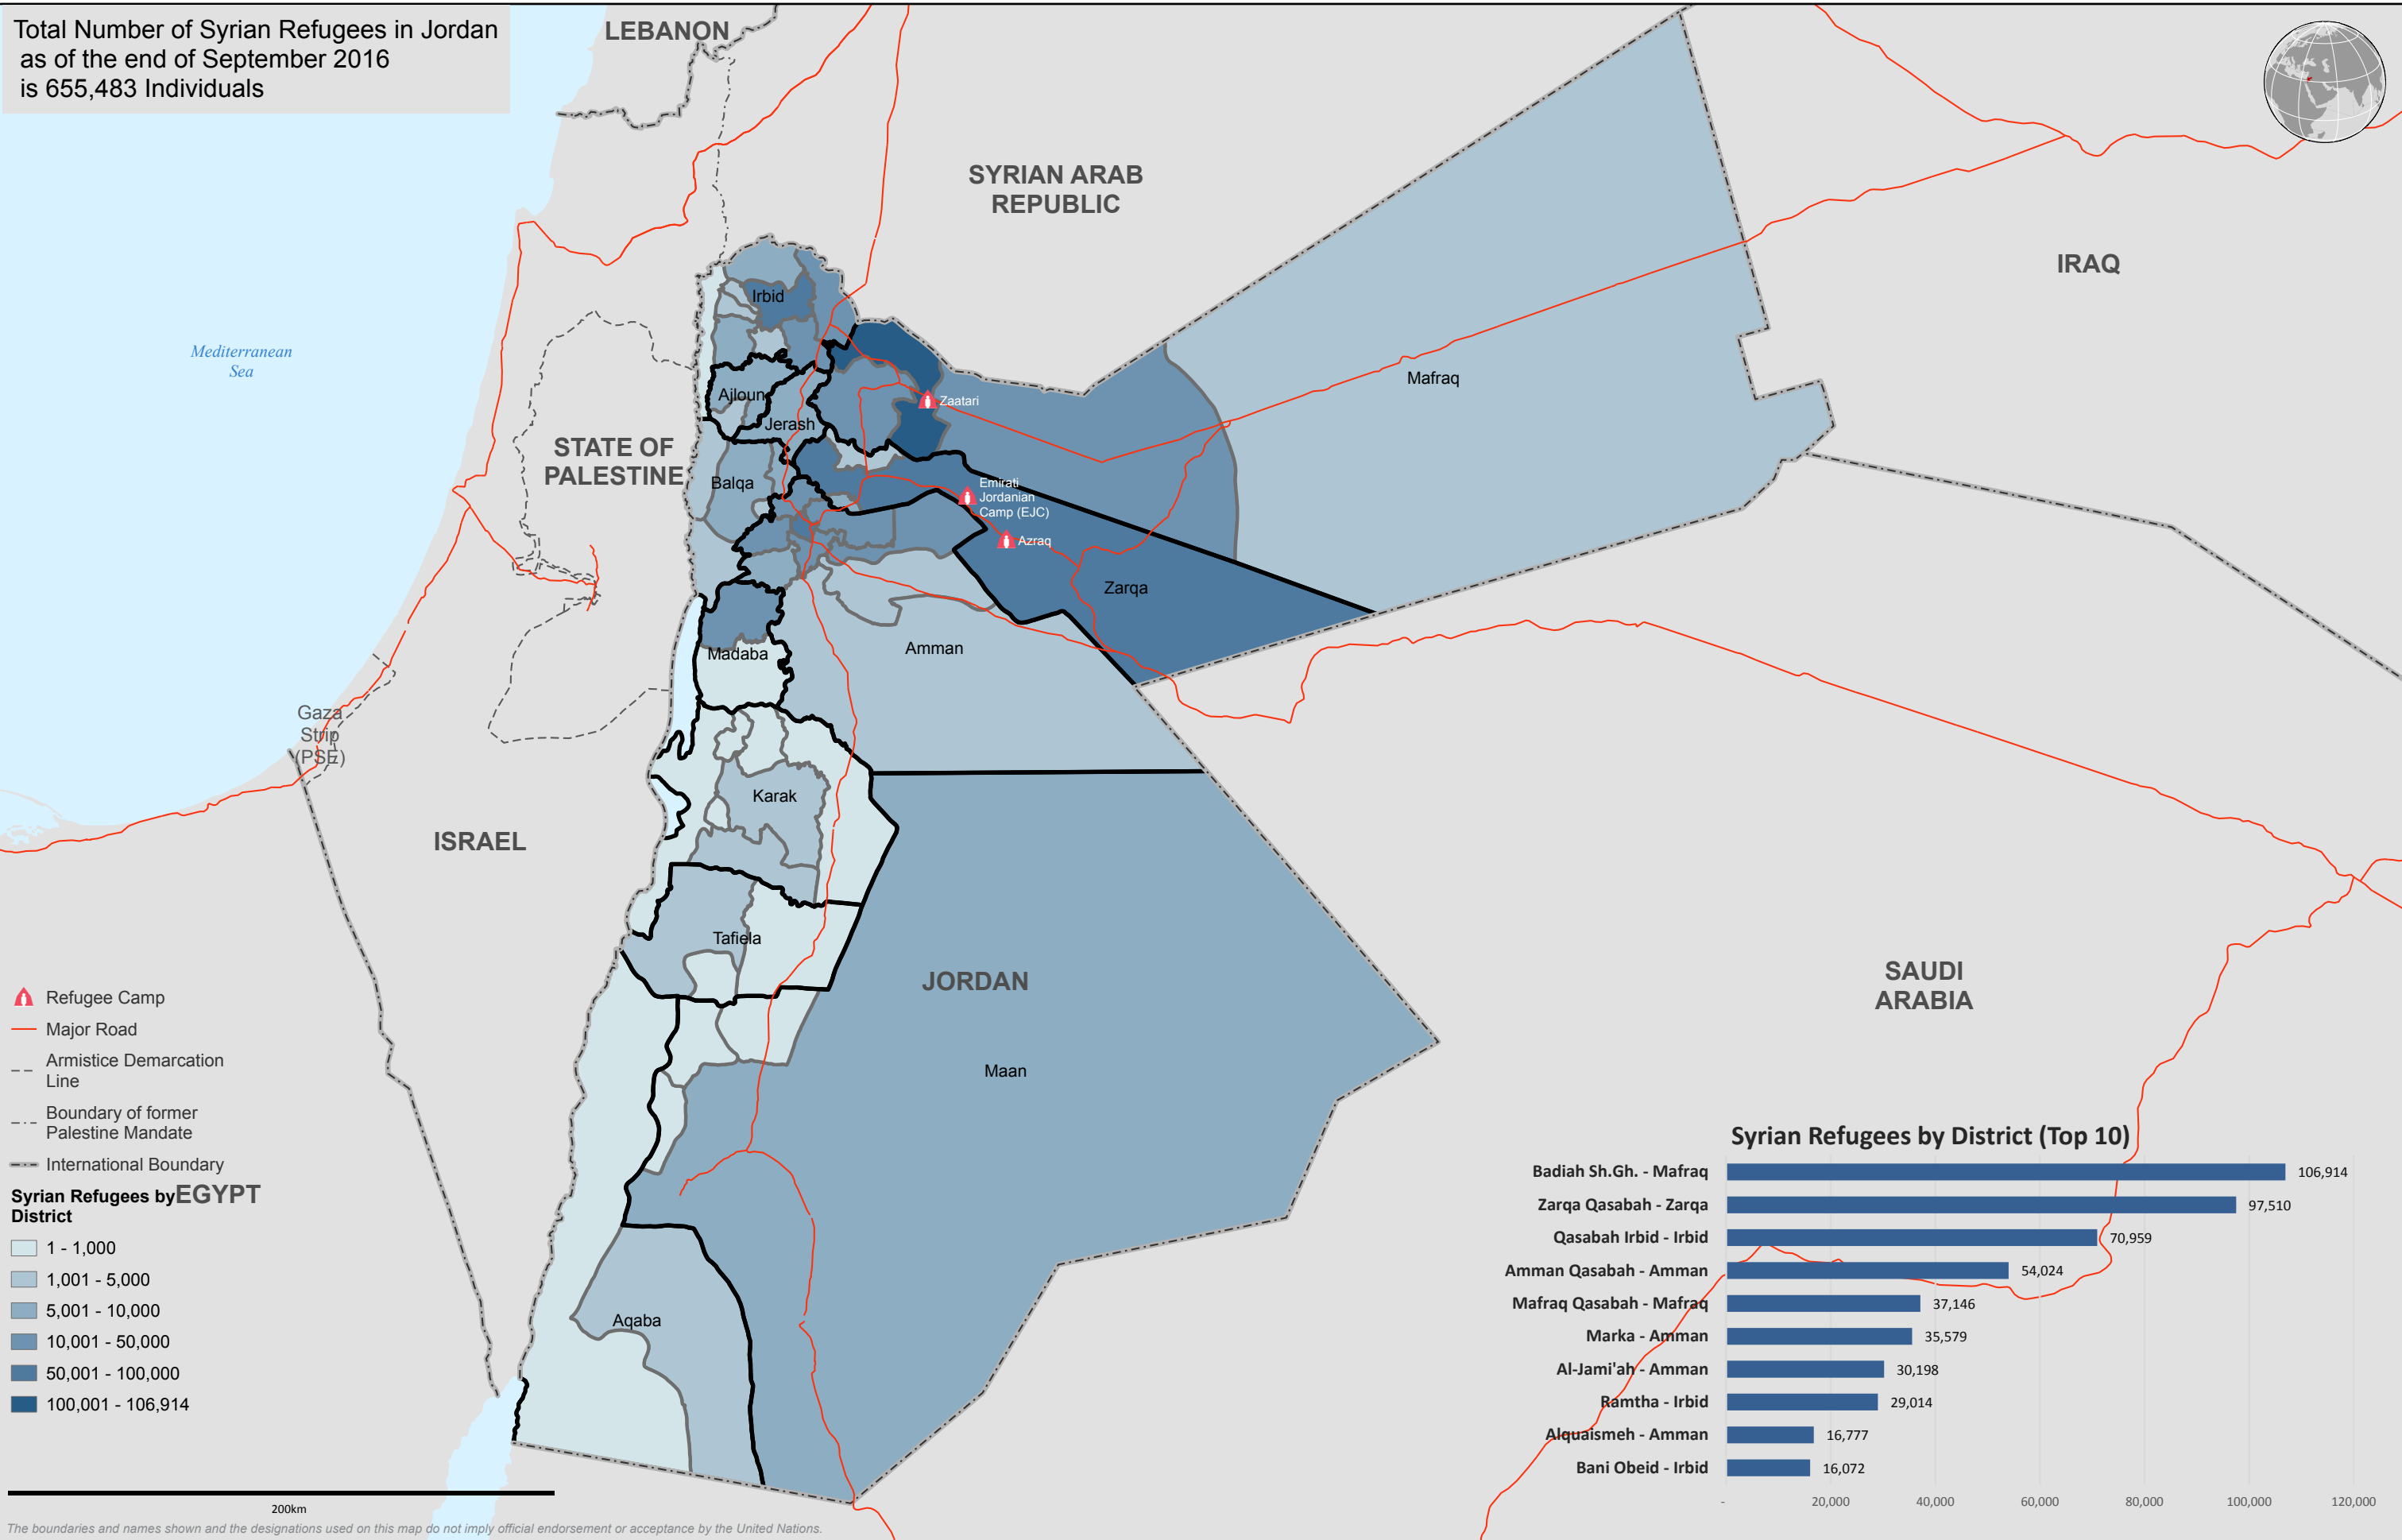 Total Number of Syrian Refugees in Jordan
as of the end of September 2016
is 655,483 Individuals
LEBANON
SYRIAN ARAB
REPUBLIC
IRAQ
Mediterranean
Sea
Irbid
Mafraq
Ajloun
Zaatari
Jerash
STATE OF
PALESTINE
Balqa
Emirati
Jordanian
Camp (EJC)
Azraq
Zarqa
Amman
Madaba
Gaza
Strip
(PSE)
Karak
ISRAEL
Tafiela
JORDAN
SAUDI
ARABIA
Maan
Aqaba
Refugee Camp
Major Road
Armistice Demarcation
Line
Boundary of former
Palestine Mandate
International Boundary
EGYPT
Syrian Refugees by
District
1 - 1,000
1,001 - 5,000
5,001 - 10,000
10,001 - 50,000
50,001 - 100,000
100,001 - 106,914
200km
The boundaries and names shown and the designations used on this map do not imply official endorsement or acceptance by the United Nations.
Syrian Refugees by District (Top 10)
Badiah Sh.Gh. - Mafraq 106,914
Zarqa Qasabah - Zarqa 97,510
Qasabah Irbid - Irbid 70,959
Amman Qasabah - Amman 54,024
Mafraq Qasabah - Mafraq 37,146
Marka - Amman 35,579
Al-Jami'ah - Amman 30,198
Ramtha - Irbid 29,014
Alquaismeh - Amman 16,777
Bani Obeid - Irbid 16,072
- 20,000 40,000 60,000 80,000 100,000 120,000